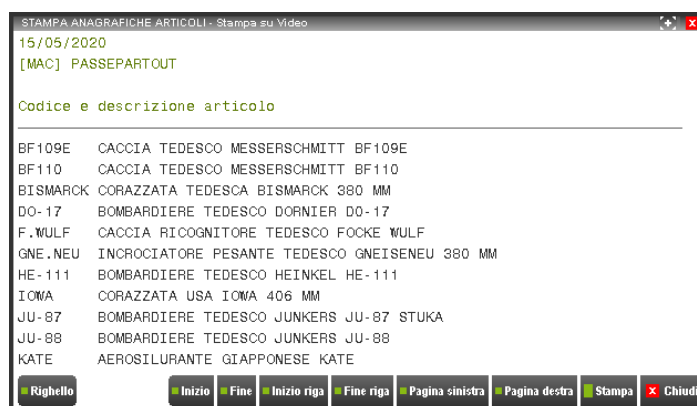 STAMPA ANAGRAFICHE ARTICOLI - Stampa su Video
15/05/2020
[MAC] PASSEPARTOUT
Codice e descrizione articolo
BF109E CACCIA TEDESCO MESSERSCHMITT BF109E
BF110 CACCIA TEDESCO MESSERSCHMITT BF110
BISMARCK CORAZZATA TEDESCA BISMARCK 380 MM
DO-17 BOMBARDIERE TEDESCO DORNIER DO-17
F.WULF CACCIA RICOGNITORE TEDESCO FOCKE WULF
GNE.NEU INCROCIATORE PESANTE TEDESCO GNEISENEU 380 MM
HE-111 BOMBARDIERE TEDESCO HEINKEL HE-111
IOWA CORAZZATA USA IOWA 406 MM
JU-87 BOMBARDIERE TEDESCO JUNKERS JU-87 STUKA
JU-88 BOMBARDIERE TEDESCO JUNKERS JU-88
KATE AEROSILURANTE GIAPPONESE KATE
Righello Inizio Fine Inizio riga Fine riga Pagina sinistra Pagina destra Stampa Chiudi